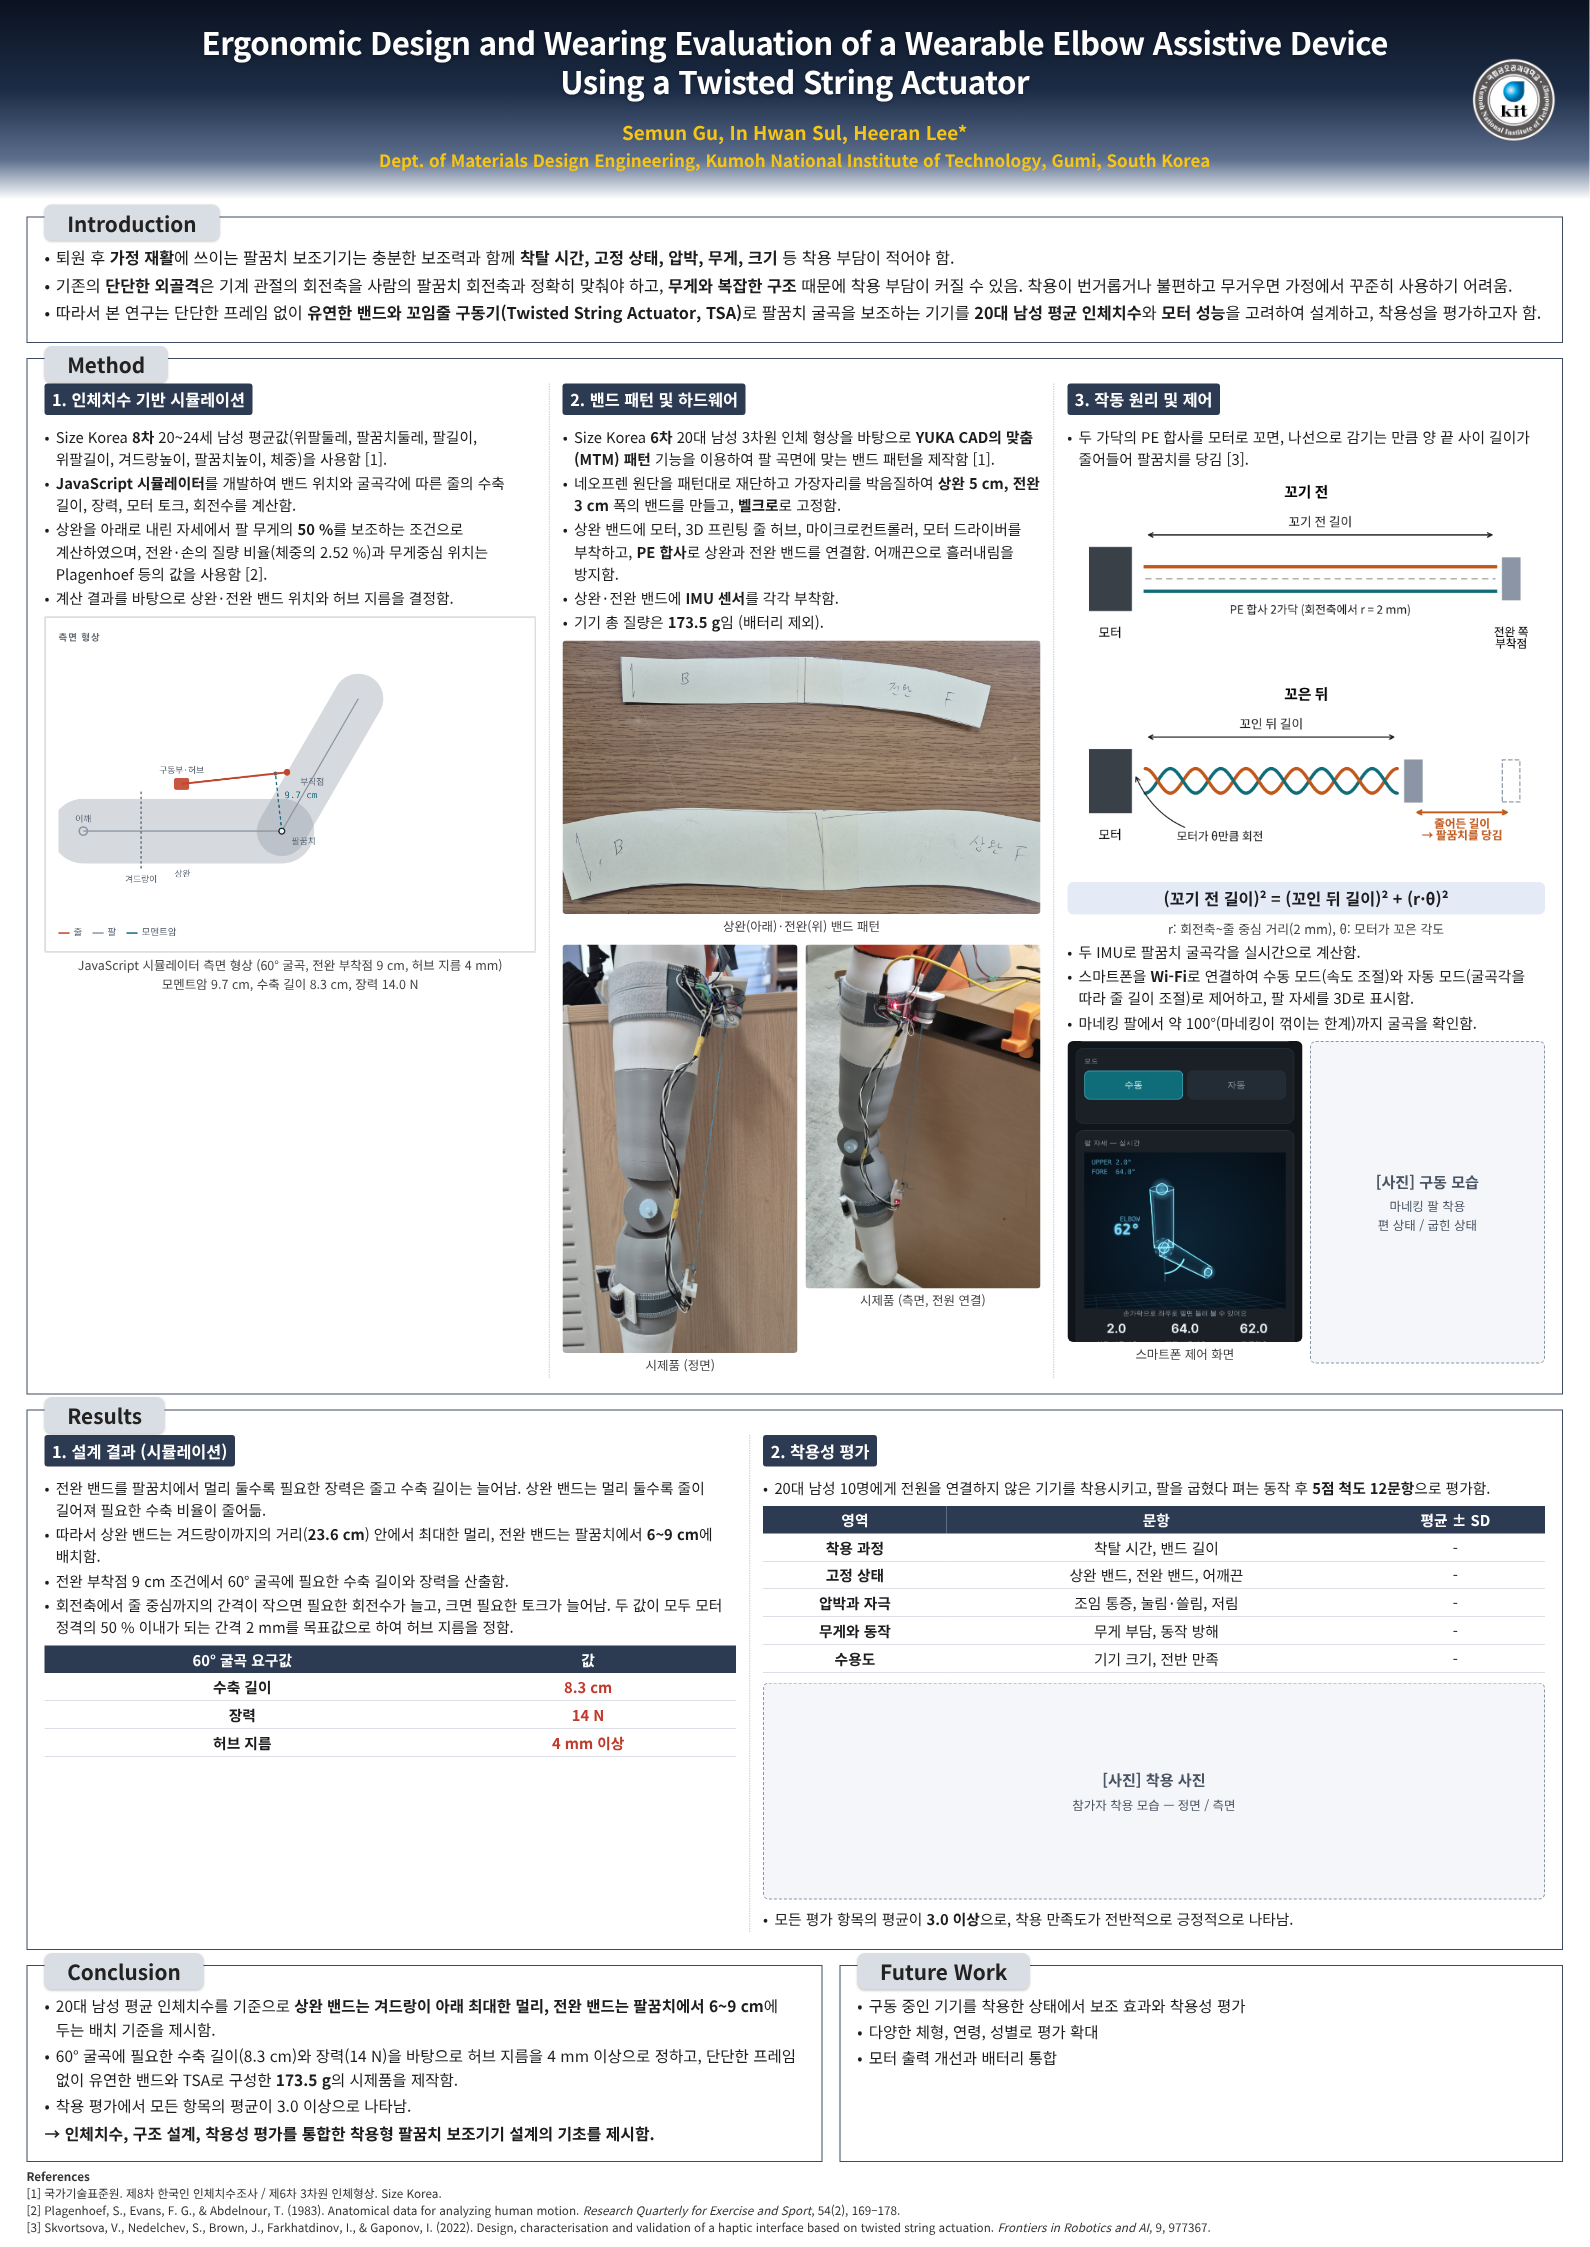 Ergonomic Design and Wearing Evaluation of a Wearable Elbow Assistive Device
Using a Twisted String Actuator
Semun Gu, In Hwan Sul, Heeran Lee*
Dept. of Materials Design Engineering, Kumoh National Institute of Technology, Gumi, South Korea
국립금오공과대학교
kit
Kumoh National Institute of Technology
Introduction
• 퇴원 후 가정 재활에 쓰이는 팔꿈치 보조기기는 충분한 보조력과 함께 착탈 시간, 고정 상태, 압박, 무게, 크기 등 착용 부담이 적어야 함.
• 기존의 단단한 외골격은 기계 관절의 회전축을 사람의 팔꿈치 회전축과 정확히 맞춰야 하고, 무게와 복잡한 구조 때문에 착용 부담이 커질 수 있음. 착용이 번거롭거나 불편하고 무거우면 가정에서 꾸준히 사용하기 어려움.
• 따라서 본 연구는 단단한 프레임 없이 유연한 밴드와 꼬임줄 구동기(Twisted String Actuator, TSA)로 팔꿈치 굴곡을 보조하는 기기를 20대 남성 평균 인체치수와 모터 성능을 고려하여 설계하고, 착용성을 평가하고자 함.
Method
1. 인체치수 기반 시뮬레이션
• Size Korea 8차 20~24세 남성 평균값(위팔둘레, 팔꿈치둘레, 팔길이,
위팔길이, 겨드랑높이, 팔꿈치높이, 체중)을 사용함 [1].
• JavaScript 시뮬레이터를 개발하여 밴드 위치와 굴곡각에 따른 줄의 수축
길이, 장력, 모터 토크, 회전수를 계산함.
• 상완을 아래로 내린 자세에서 팔 무게의 50 %를 보조하는 조건으로
계산하였으며, 전완·손의 질량 비율(체중의 2.52 %)과 무게중심 위치는
Plagenhoef 등의 값을 사용함 [2].
• 계산 결과를 바탕으로 상완·전완 밴드 위치와 허브 지름을 결정함.
측면 형상
구동부·허브
부착점
9.7 cm
어깨
팔꿈치
겨드랑이
상완
줄 팔 모멘트암
JavaScript 시뮬레이터 측면 형상 (60° 굴곡, 전완 부착점 9 cm, 허브 지름 4 mm)
모멘트암 9.7 cm, 수축 길이 8.3 cm, 장력 14.0 N
2. 밴드 패턴 및 하드웨어
• Size Korea 6차 20대 남성 3차원 인체 형상을 바탕으로 YUKA CAD의 맞춤
(MTM) 패턴 기능을 이용하여 팔 곡면에 맞는 밴드 패턴을 제작함 [1].
• 네오프렌 원단을 패턴대로 재단하고 가장자리를 박음질하여 상완 5 cm, 전완
3 cm 폭의 밴드를 만들고, 벨크로로 고정함.
• 상완 밴드에 모터, 3D 프린팅 줄 허브, 마이크로컨트롤러, 모터 드라이버를
부착하고, PE 합사로 상완과 전완 밴드를 연결함. 어깨끈으로 흘러내림을
방지함.
• 상완·전완 밴드에 IMU 센서를 각각 부착함.
• 기기 총 질량은 173.5 g임 (배터리 제외).
B 전완 F
B 상완 F
상완(아래)·전완(위) 밴드 패턴
시제품 (정면)
시제품 (측면, 전원 연결)
3. 작동 원리 및 제어
• 두 가닥의 PE 합사를 모터로 꼬면, 나선으로 감기는 만큼 양 끝 사이 길이가
줄어들어 팔꿈치를 당김 [3].
꼬기 전
꼬기 전 길이
PE 합사 2가닥 (회전축에서 r = 2 mm)
모터
전완 쪽
부착점
꼬은 뒤
꼬인 뒤 길이
모터
모터가 θ만큼 회전
줄어든 길이
→ 팔꿈치를 당김
(꼬기 전 길이)² = (꼬인 뒤 길이)² + (r·θ)²
r: 회전축~줄 중심 거리(2 mm), θ: 모터가 꼬은 각도
• 두 IMU로 팔꿈치 굴곡각을 실시간으로 계산함.
• 스마트폰을 Wi-Fi로 연결하여 수동 모드(속도 조절)와 자동 모드(굴곡각을
따라 줄 길이 조절)로 제어하고, 팔 자세를 3D로 표시함.
• 마네킹 팔에서 약 100°(마네킹이 꺾이는 한계)까지 굴곡을 확인함.
모드
수동 자동
팔 자세 — 실시간
UPPER 2.0°
FORE 64.0°
ELBOW
62°
손가락으로 좌우로 밀면 돌려 볼 수 있어요
2.0 64.0 62.0
스마트폰 제어 화면
[사진] 구동 모습
마네킹 팔 착용
편 상태 / 굽힌 상태
Results
1. 설계 결과 (시뮬레이션)
• 전완 밴드를 팔꿈치에서 멀리 둘수록 필요한 장력은 줄고 수축 길이는 늘어남. 상완 밴드는 멀리 둘수록 줄이
길어져 필요한 수축 비율이 줄어듦.
• 따라서 상완 밴드는 겨드랑이까지의 거리(23.6 cm) 안에서 최대한 멀리, 전완 밴드는 팔꿈치에서 6~9 cm에
배치함.
• 전완 부착점 9 cm 조건에서 60° 굴곡에 필요한 수축 길이와 장력을 산출함.
• 회전축에서 줄 중심까지의 간격이 작으면 필요한 회전수가 늘고, 크면 필요한 토크가 늘어남. 두 값이 모두 모터
정격의 50 % 이내가 되는 간격 2 mm를 목표값으로 하여 허브 지름을 정함.
60° 굴곡 요구값 값
수축 길이 8.3 cm
장력 14 N
허브 지름 4 mm 이상
2. 착용성 평가
• 20대 남성 10명에게 전원을 연결하지 않은 기기를 착용시키고, 팔을 굽혔다 펴는 동작 후 5점 척도 12문항으로 평가함.
영역 문항 평균 ± SD
착용 과정 착탈 시간, 밴드 길이 -
고정 상태 상완 밴드, 전완 밴드, 어깨끈 -
압박과 자극 조임 통증, 눌림·쓸림, 저림 -
무게와 동작 무게 부담, 동작 방해 -
수용도 기기 크기, 전반 만족 -
[사진] 착용 사진
참가자 착용 모습 — 정면 / 측면
• 모든 평가 항목의 평균이 3.0 이상으로, 착용 만족도가 전반적으로 긍정적으로 나타남.
Conclusion
• 20대 남성 평균 인체치수를 기준으로 상완 밴드는 겨드랑이 아래 최대한 멀리, 전완 밴드는 팔꿈치에서 6~9 cm에
두는 배치 기준을 제시함.
• 60° 굴곡에 필요한 수축 길이(8.3 cm)와 장력(14 N)을 바탕으로 허브 지름을 4 mm 이상으로 정하고, 단단한 프레임
없이 유연한 밴드와 TSA로 구성한 173.5 g의 시제품을 제작함.
• 착용 평가에서 모든 항목의 평균이 3.0 이상으로 나타남.
→ 인체치수, 구조 설계, 착용성 평가를 통합한 착용형 팔꿈치 보조기기 설계의 기초를 제시함.
Future Work
• 구동 중인 기기를 착용한 상태에서 보조 효과와 착용성 평가
• 다양한 체형, 연령, 성별로 평가 확대
• 모터 출력 개선과 배터리 통합
References
[1] 국가기술표준원. 제8차 한국인 인체치수조사 / 제6차 3차원 인체형상. Size Korea.
[2] Plagenhoef, S., Evans, F. G., & Abdelnour, T. (1983). Anatomical data for analyzing human motion. Research Quarterly for Exercise and Sport, 54(2), 169–178.
[3] Skvortsova, V., Nedelchev, S., Brown, J., Farkhatdinov, I., & Gaponov, I. (2022). Design, characterisation and validation of a haptic interface based on twisted string actuation. Frontiers in Robotics and AI, 9, 977367.